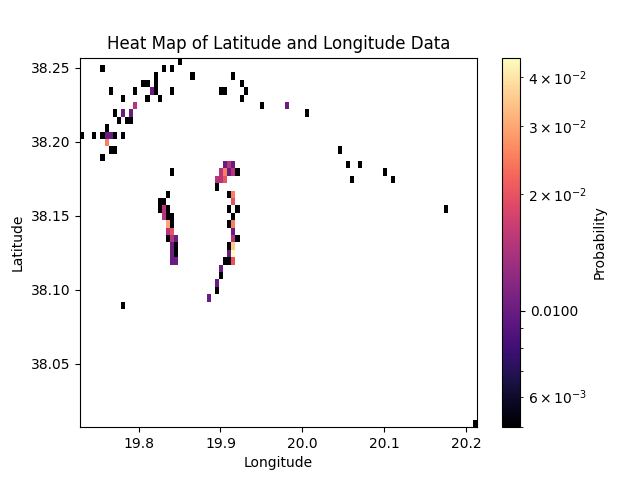 Heat Map of Latitude and Longitude Data
38.25
38.20
38.15
38.10
38.05
Latitude
19.8 19.9 20.0 20.1 20.2
Longitude
4 × 10⁻²
3 × 10⁻²
2 × 10⁻²
0.0100
6 × 10⁻³
Probability